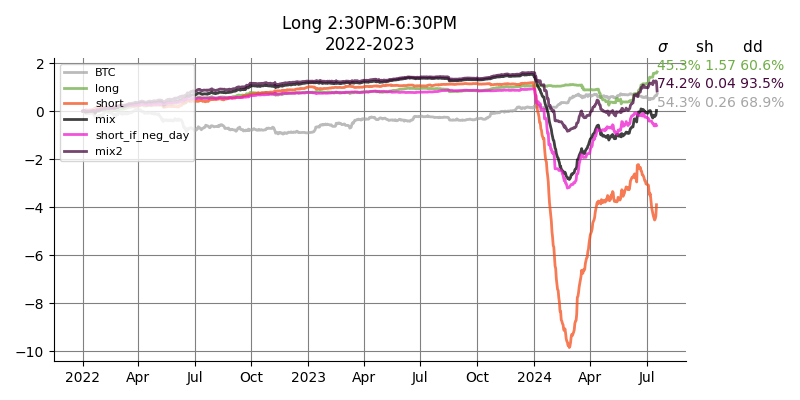 Long 2:30PM-6:30PM
2022-2023
σ sh dd
45.3% 1.57 60.6%
74.2% 0.04 93.5%
54.3% 0.26 68.9%
BTC
long
short
mix
short_if_neg_day
mix2
2
0
−2
−4
−6
−8
−10
2022 Apr Jul Oct 2023 Apr Jul Oct 2024 Apr Jul